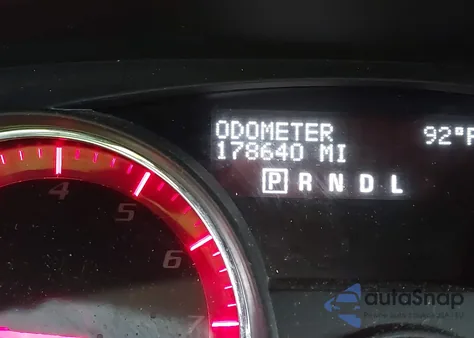 ODOMETER 92°F
178640 MI
P R N D L
4
5
6
7
autoSnap